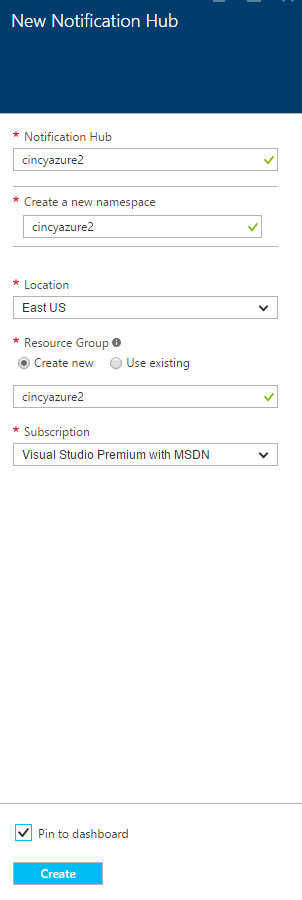 New Notification Hub
* Notification Hub
cincyazure2
* Create a new namespace
cincyazure2
* Location
East US
* Resource Group
Create new Use existing
cincyazure2
* Subscription
Visual Studio Premium with MSDN
Pin to dashboard
Create